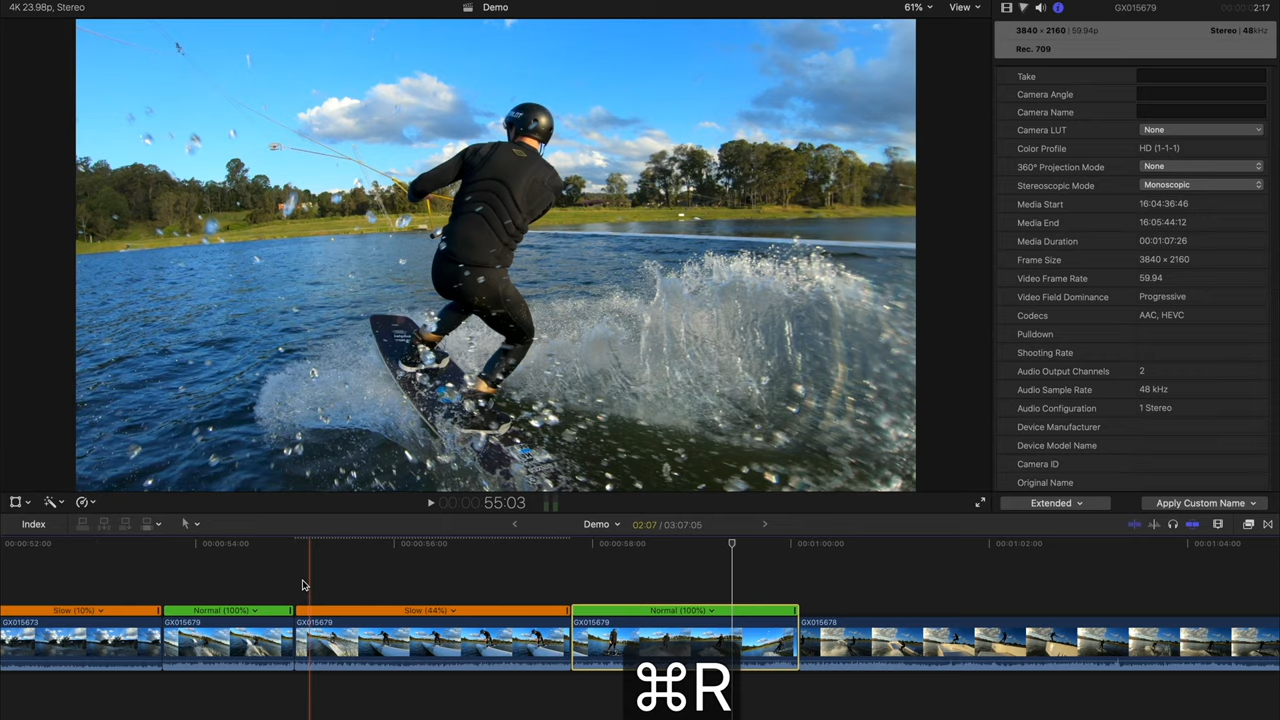 4K 23.98p, Stereo
Demo
61%
View
GX015679
00:00:00 2:17
3840 × 2160 | 59.94p
Stereo | 48kHz
Rec. 709
Take
Camera Angle
Camera Name
Camera LUT
None
Color Profile
HD (1-1-1)
360° Projection Mode
None
Stereoscopic Mode
Monoscopic
Media Start
16:04:36:46
Media End
16:05:44:12
Media Duration
00:01:07:26
Frame Size
3840 × 2160
Video Frame Rate
59.94
Video Field Dominance
Progressive
Codecs
AAC, HEVC
Pulldown
Shooting Rate
Audio Output Channels
2
Audio Sample Rate
48 kHz
Audio Configuration
1 Stereo
Device Manufacturer
Device Model Name
Camera ID
Original Name
00:00: 55:03
Extended
Apply Custom Name
Index
Demo
02:07 / 03:07:05
00:00:52:00
00:00:54:00
00:00:56:00
00:00:58:00
00:01:00:00
00:01:02:00
00:01:04:00
Slow (10%)
Normal (100%)
Slow (44%)
Normal (100%)
GX015673
GX015679
GX015679
GX015679
GX015678
⌘R